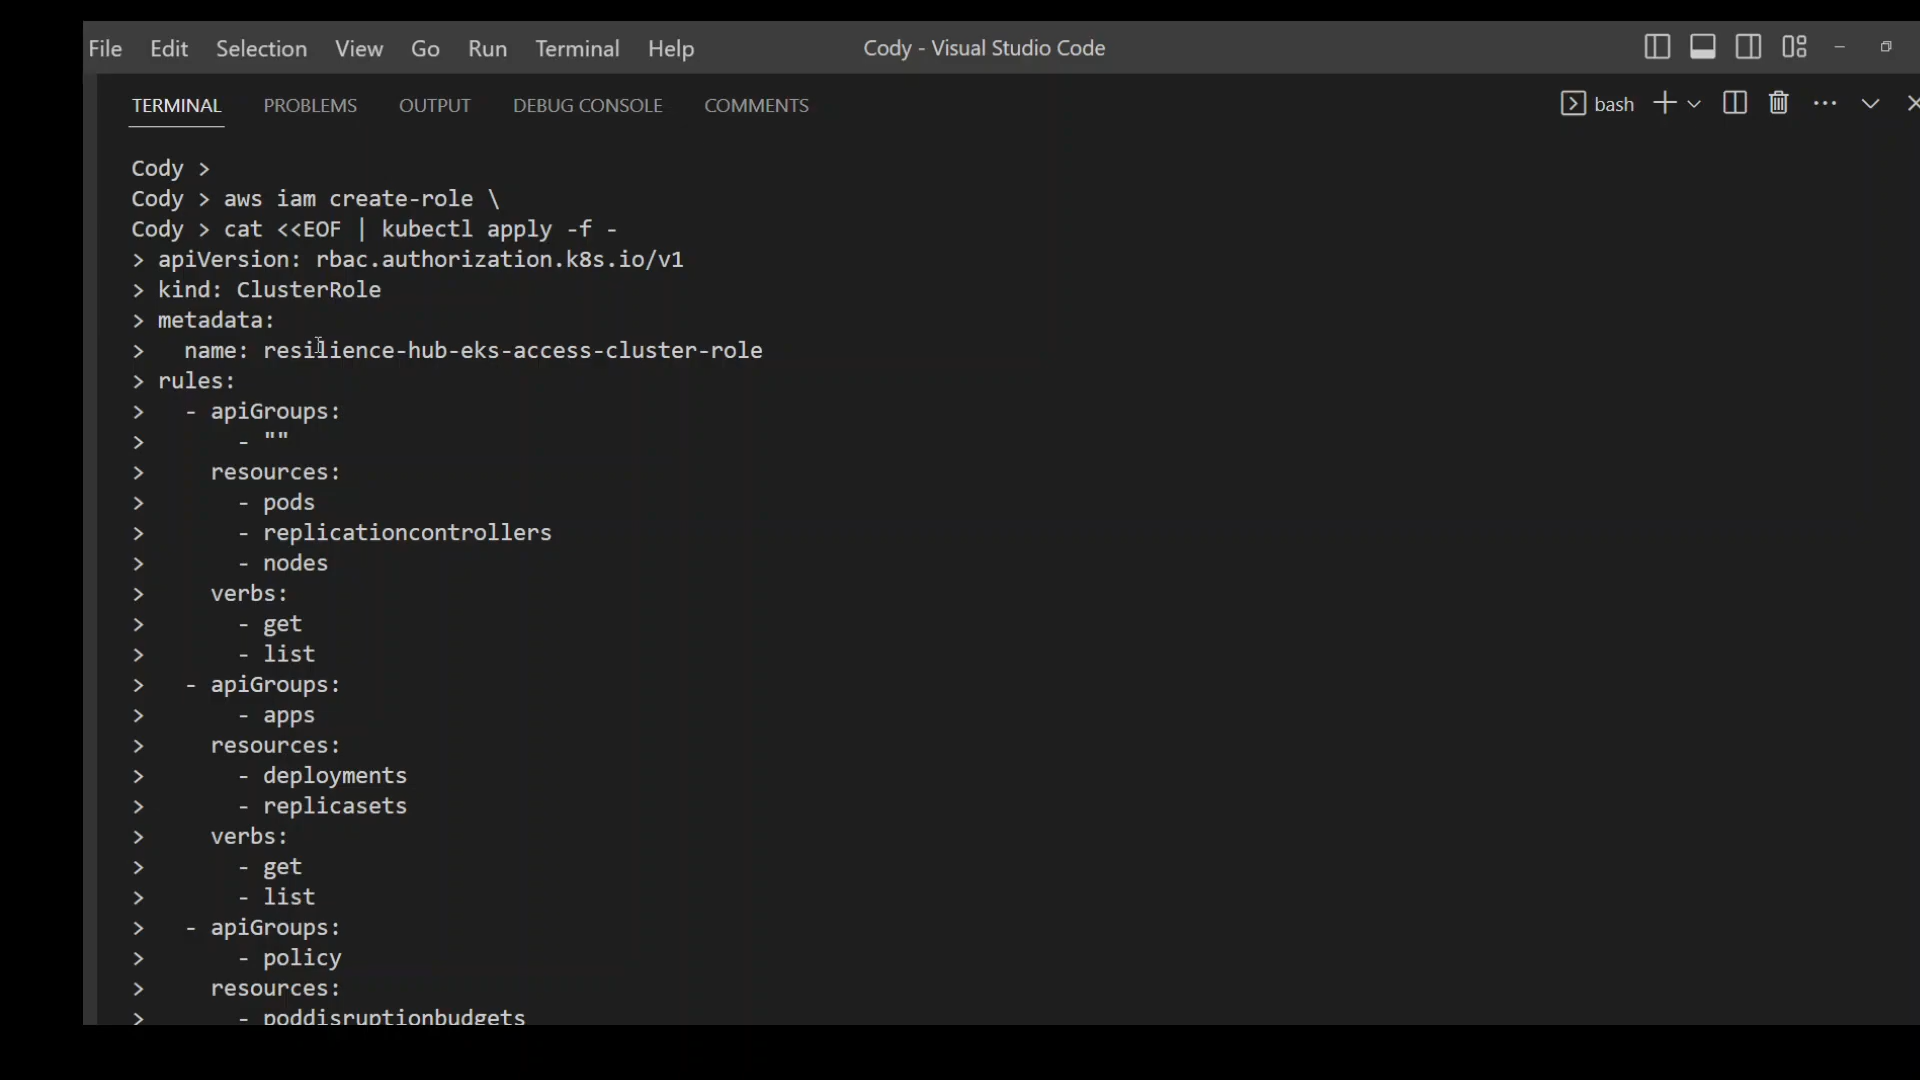 File Edit Selection View Go Run Terminal Help Cody - Visual Studio Code
TERMINAL PROBLEMS OUTPUT DEBUG CONSOLE COMMENTS bash
Cody >
Cody > aws iam create-role \
Cody > cat <<EOF | kubectl apply -f -
> apiVersion: rbac.authorization.k8s.io/v1
> kind: ClusterRole
> metadata:
>   name: resilience-hub-eks-access-cluster-role
> rules:
>   - apiGroups:
>       - ""
>     resources:
>       - pods
>       - replicationcontrollers
>       - nodes
>     verbs:
>       - get
>       - list
>   - apiGroups:
>       - apps
>     resources:
>       - deployments
>       - replicasets
>     verbs:
>       - get
>       - list
>   - apiGroups:
>       - policy
>     resources:
>       - poddisruptionbudgets